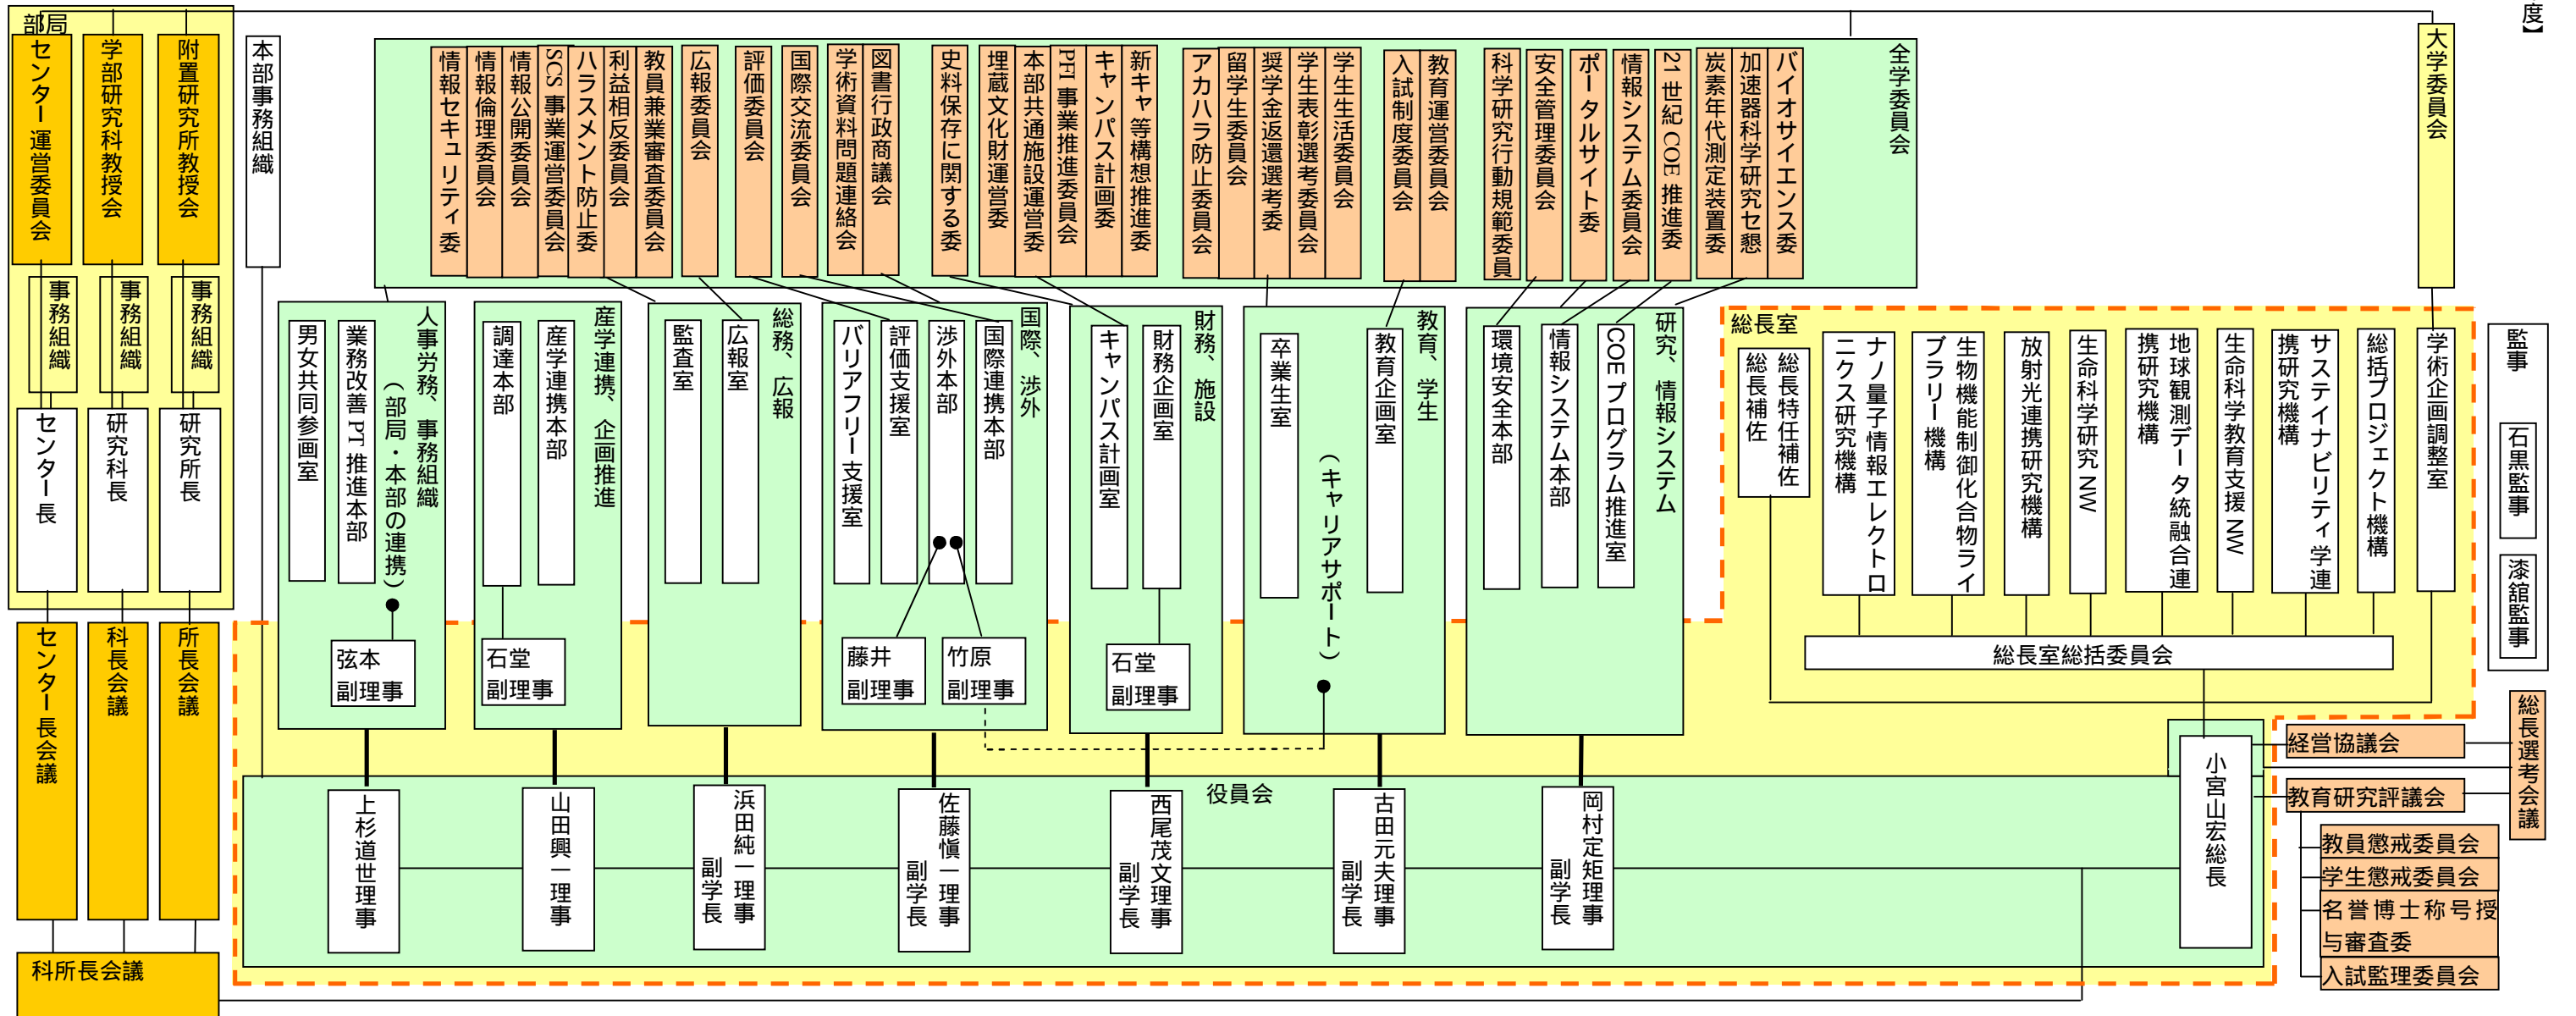 度】
部局
センター運営委員会
学部研究科教授会
附置研究所教授会
事務組織
事務組織
事務組織
センター長
研究科長
研究所長
センター長会議
科長会議
所長会議
科所長会議
本部事務組織
全学委員会
情報セキュリティ委
情報倫理委員会
情報公開委員会
SCS 事業運営委員会
ハラスメント防止委
利益相反委員会
教員兼業審査委員会
広報委員会
評価委員会
国際交流委員会
学術資料問題連絡会
図書行政商議会
史料保存に関する委
埋蔵文化財運営委
本部共通施設運営委
PFI 事業推進委員会
キャンパス計画委
新キャ等構想推進委
アカハラ防止委員会
留学生委員会
奨学金返還選考委
学生表彰選考委員会
学生生活委員会
入試制度委員会
教育運営委員会
科学研究行動規範委員
安全管理委員会
ポータルサイト委
情報システム委員会
21 世紀 COE 推進委
炭素年代測定装置委
加速器科学研究セ懇
バイオサイエンス委
大学委員会
人事労務、事務組織
（部局・本部の連携）
業務改善 PT 推進本部
男女共同参画室
弦本
副理事
産学連携、企画推進
産学連携本部
調達本部
石堂
副理事
総務、広報
広報室
監査室
国際、渉外
国際連携本部
渉外本部
評価支援室
バリアフリー支援室
藤井
副理事
竹原
副理事
財務、施設
財務企画室
キャンパス計画室
石堂
副理事
教育、学生
教育企画室
（キャリアサポート）
卒業生室
研究、情報システム
COE プログラム推進室
情報システム本部
環境安全本部
総長室
総長特任補佐
総長補佐
ナノ量子情報エレクトロ
ニクス研究機構
生物機能制御化合物ライ
ブラリー機構
放射光連携研究機構
生命科学研究 NW
地球観測データ統融合連
携研究機構
生命科学教育支援 NW
サステイナビリティ学連
携研究機構
総括プロジェクト機構
学術企画調整室
総長室総括委員会
監事
石黒監事
漆舘監事
役員会
上杉道世理事
山田興一理事
浜田純一理事
副学長
佐藤愼一理事
副学長
西尾茂文理事
副学長
古田元夫理事
副学長
岡村定矩理事
副学長
小宮山宏総長
経営協議会
教育研究評議会
総長選考会議
教員懲戒委員会
学生懲戒委員会
名誉博士称号授
与審査委
入試監理委員会